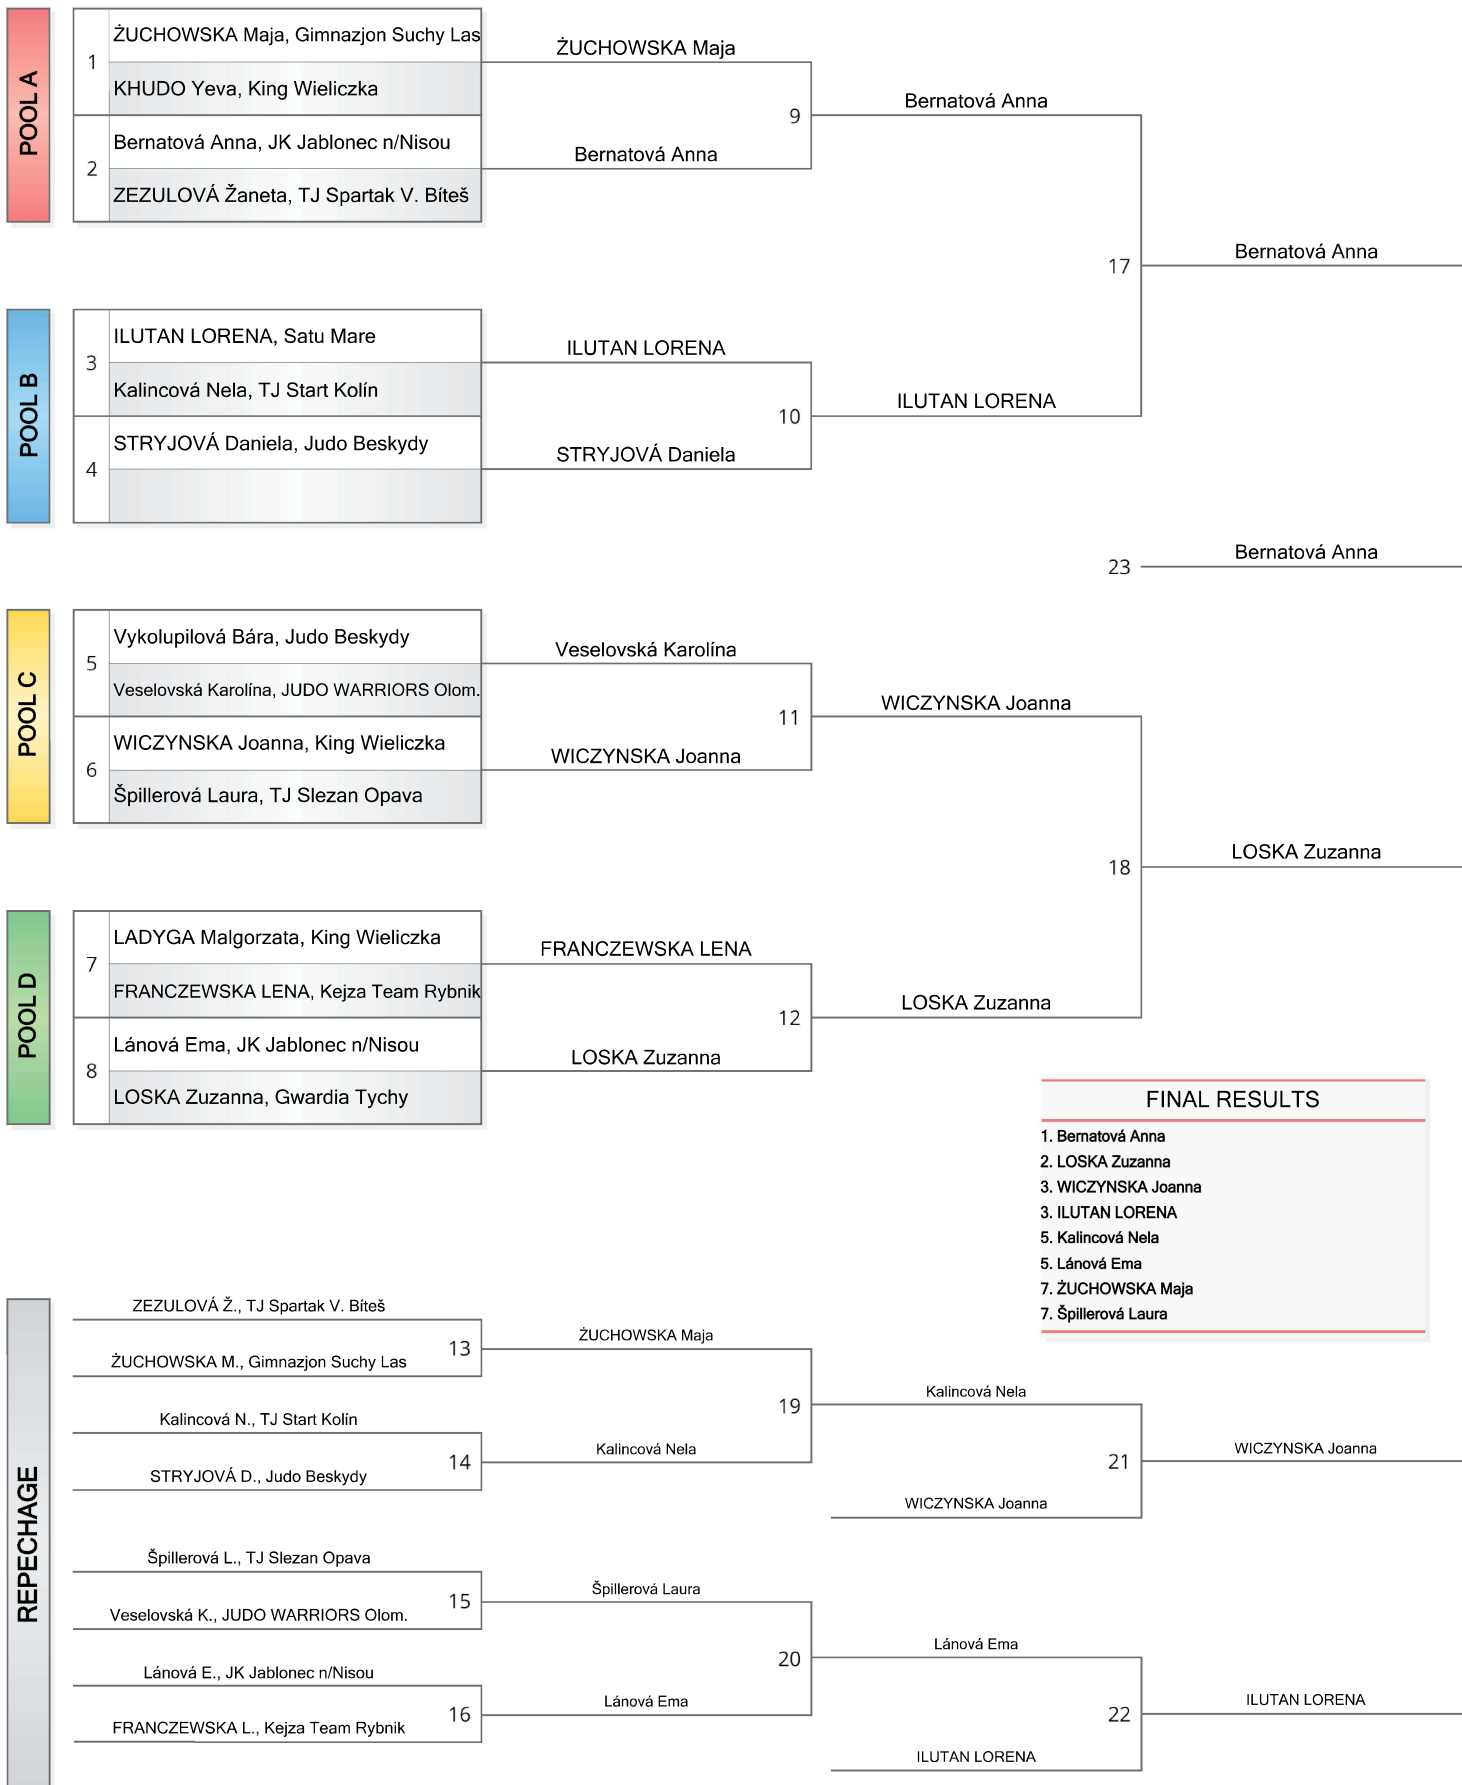 POOL A
1
ŻUCHOWSKA Maja, Gimnazjon Suchy Las
KHUDO Yeva, King Wieliczka
2
Bernatová Anna, JK Jablonec n/Nisou
ZEZULOVÁ Žaneta, TJ Spartak V. Bíteš
ŻUCHOWSKA Maja
9
Bernatová Anna
Bernatová Anna
17
Bernatová Anna
POOL B
3
ILUTAN LORENA, Satu Mare
Kalincová Nela, TJ Start Kolín
4
STRYJOVÁ Daniela, Judo Beskydy
ILUTAN LORENA
10
STRYJOVÁ Daniela
ILUTAN LORENA
23
Bernatová Anna
POOL C
5
Vykolupilová Bára, Judo Beskydy
Veselovská Karolína, JUDO WARRIORS Olom.
6
WICZYNSKA Joanna, King Wieliczka
Špillerová Laura, TJ Slezan Opava
Veselovská Karolína
11
WICZYNSKA Joanna
WICZYNSKA Joanna
18
LOSKA Zuzanna
POOL D
7
LADYGA Malgorzata, King Wieliczka
FRANCZEWSKA LENA, Kejza Team Rybnik
8
Lánová Ema, JK Jablonec n/Nisou
LOSKA Zuzanna, Gwardia Tychy
FRANCZEWSKA LENA
12
LOSKA Zuzanna
LOSKA Zuzanna
FINAL RESULTS
1. Bernatová Anna
2. LOSKA Zuzanna
3. WICZYNSKA Joanna
3. ILUTAN LORENA
5. Kalincová Nela
5. Lánová Ema
7. ŻUCHOWSKA Maja
7. Špillerová Laura
REPECHAGE
ZEZULOVÁ Ž., TJ Spartak V. Bíteš
13
ŻUCHOWSKA M., Gimnazjon Suchy Las
Kalincová N., TJ Start Kolín
14
STRYJOVÁ D., Judo Beskydy
ŻUCHOWSKA Maja
19
Kalincová Nela
Kalincová Nela
21
WICZYNSKA Joanna
WICZYNSKA Joanna
Špillerová L., TJ Slezan Opava
15
Veselovská K., JUDO WARRIORS Olom.
Lánová E., JK Jablonec n/Nisou
16
FRANCZEWSKA L., Kejza Team Rybnik
Špillerová Laura
20
Lánová Ema
Lánová Ema
22
ILUTAN LORENA
ILUTAN LORENA